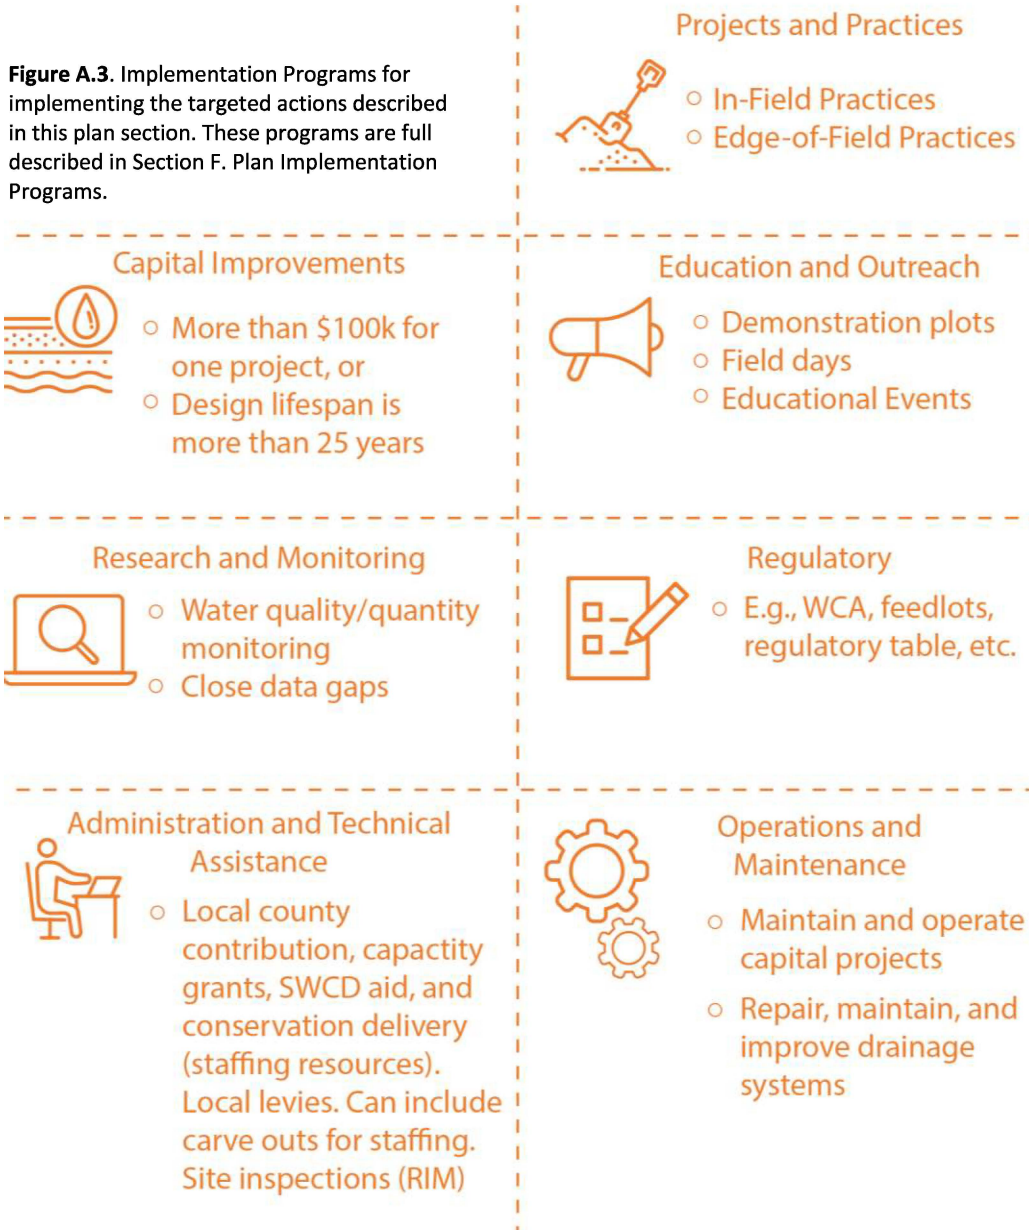 Figure A.3. Implementation Programs for
implementing the targeted actions described
in this plan section. These programs are full
described in Section F. Plan Implementation
Programs.
Projects and Practices
○ In-Field Practices
○ Edge-of-Field Practices
Capital Improvements
○ More than $100k for
one project, or
○ Design lifespan is
more than 25 years
Education and Outreach
○ Demonstration plots
○ Field days
○ Educational Events
Research and Monitoring
○ Water quality/quantity
monitoring
○ Close data gaps
Regulatory
○ E.g., WCA, feedlots,
regulatory table, etc.
Administration and Technical
Assistance
○ Local county
contribution, capactity
grants, SWCD aid, and
conservation delivery
(staffing resources).
Local levies. Can include
carve outs for staffing.
Site inspections (RIM)
Operations and
Maintenance
○ Maintain and operate
capital projects
○ Repair, maintain, and
improve drainage
systems